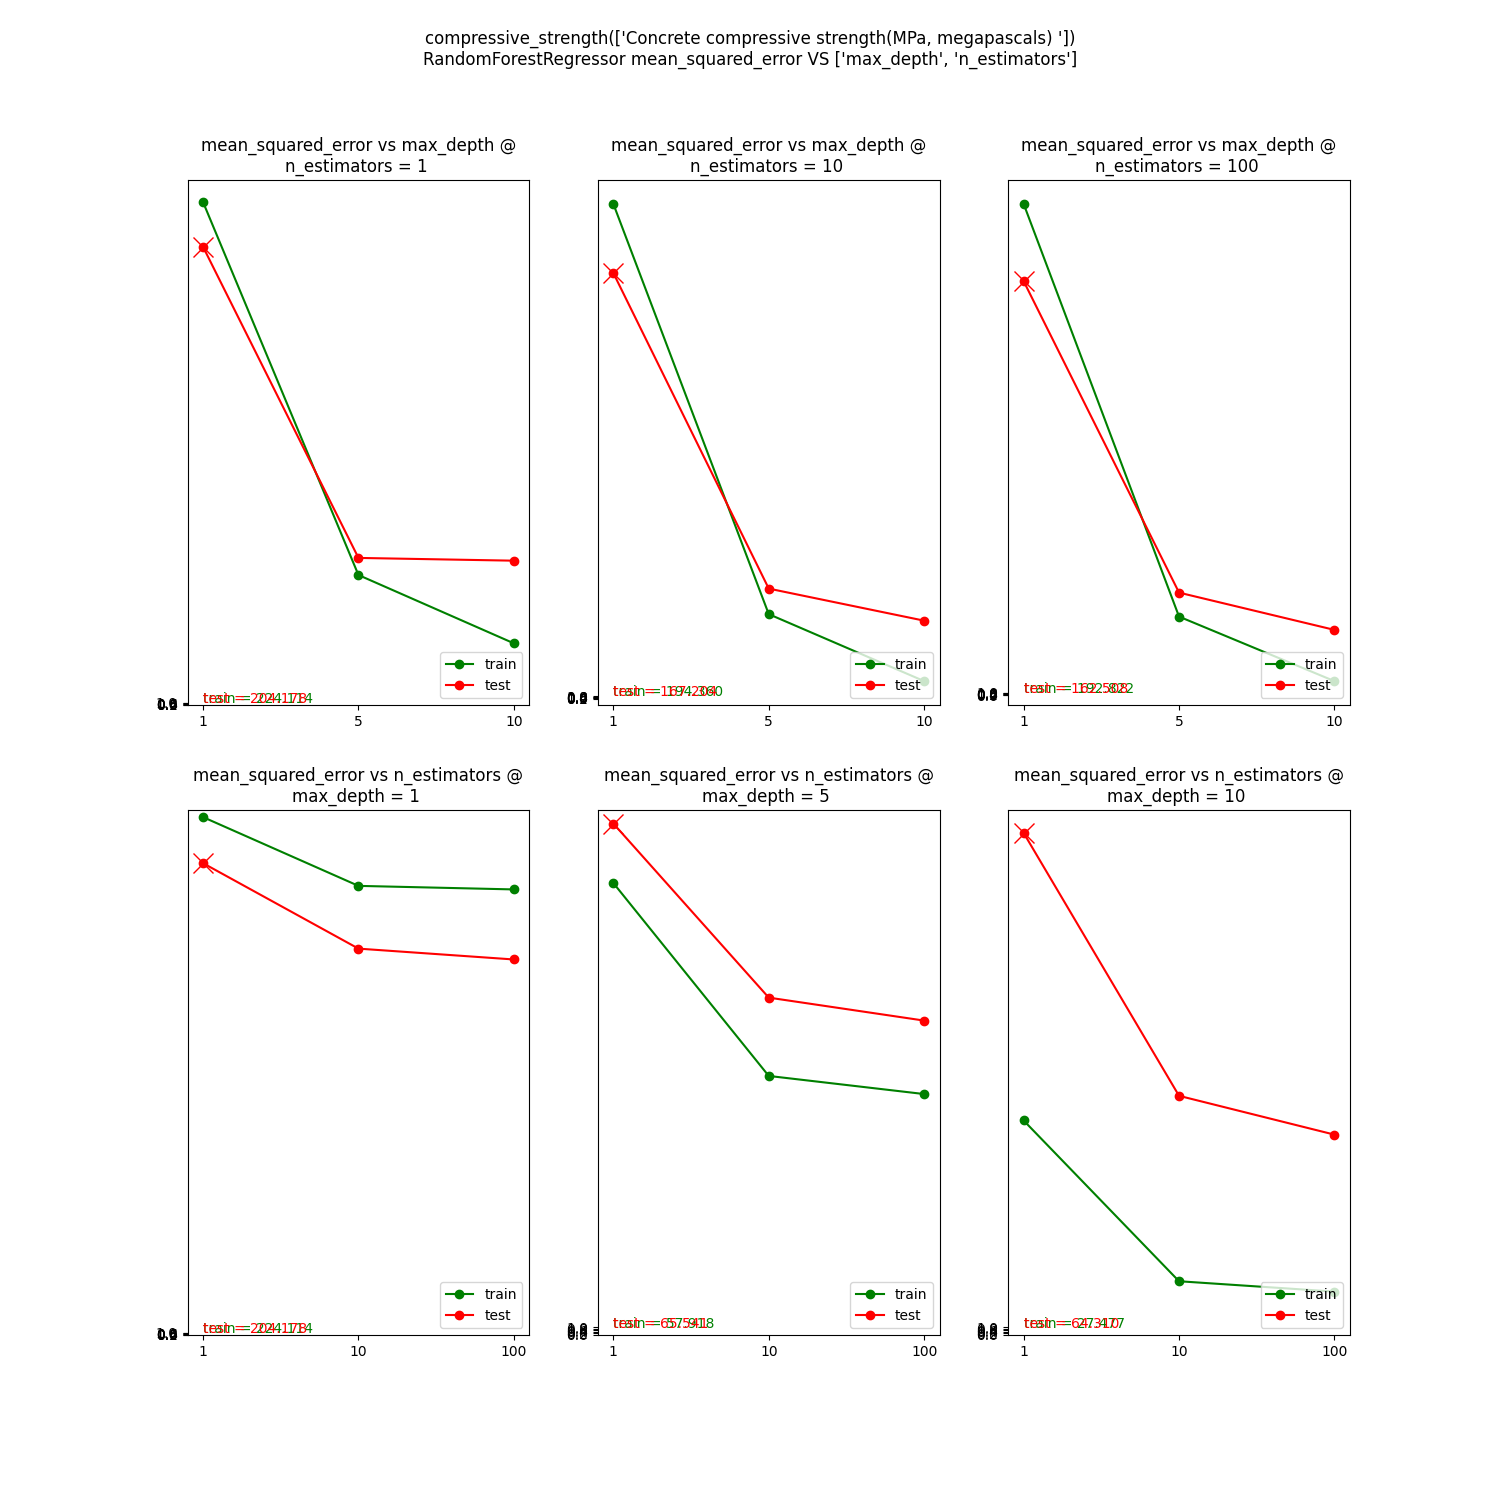 compressive_strength(['Concrete compressive strength(MPa, megapascals) '])
RandomForestRegressor mean_squared_error VS ['max_depth', 'n_estimators']
mean_squared_error vs max_depth @
n_estimators = 1
train
test
1 5 10
mean_squared_error vs max_depth @
n_estimators = 10
train
test
1 5 10
mean_squared_error vs max_depth @
n_estimators = 100
train
test
1 5 10
mean_squared_error vs n_estimators @
max_depth = 1
train
test
1 10 100
mean_squared_error vs n_estimators @
max_depth = 5
train
test
1 10 100
mean_squared_error vs n_estimators @
max_depth = 10
train
test
1 10 100